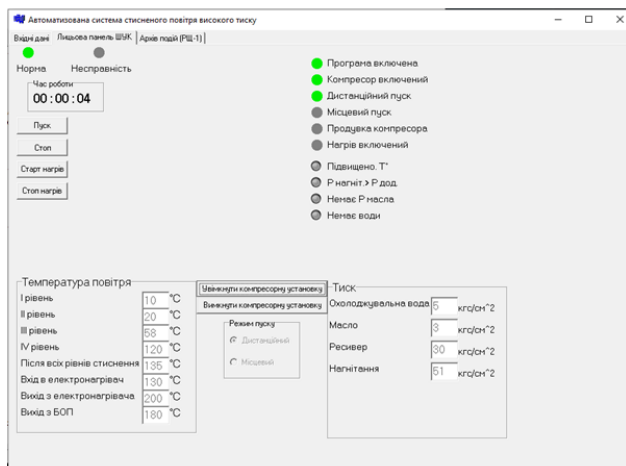 Автоматизована система стисненого повітря високого тиску
Вхідні дані Лицьова панель ШУК Архів подій (РЩ-1)
Норма Несправність
Час роботи
00 : 00 : 04
Пуск
Стоп
Старт нагрів
Стоп нагрів
Програма включена
Компресор включений
Дистанційний пуск
Місцевий пуск
Продувка компресора
Нагрів включений
Підвищено. Т°
Р нагніт.> Р дод.
Немає Р масла
Немає води
Температура повітря
I рівень 10 °C
II рівень 20 °C
III рівень 58 °C
IV рівень 120 °C
Після всіх рівнів стиснення 135 °C
Вхід в електронагрівач 130 °C
Вихід з електронагрівача 200 °C
Вихід з БОП 180 °C
Увімкнути компресорну установку
Вимкнути компресорну установку
Режим пуску
Дистанційний
Місцевий
Тиск
Охолоджувальна вода 5 кгс/см^2
Масло 3 кгс/см^2
Ресивер 30 кгс/см^2
Нагнітання 51 кгс/см^2